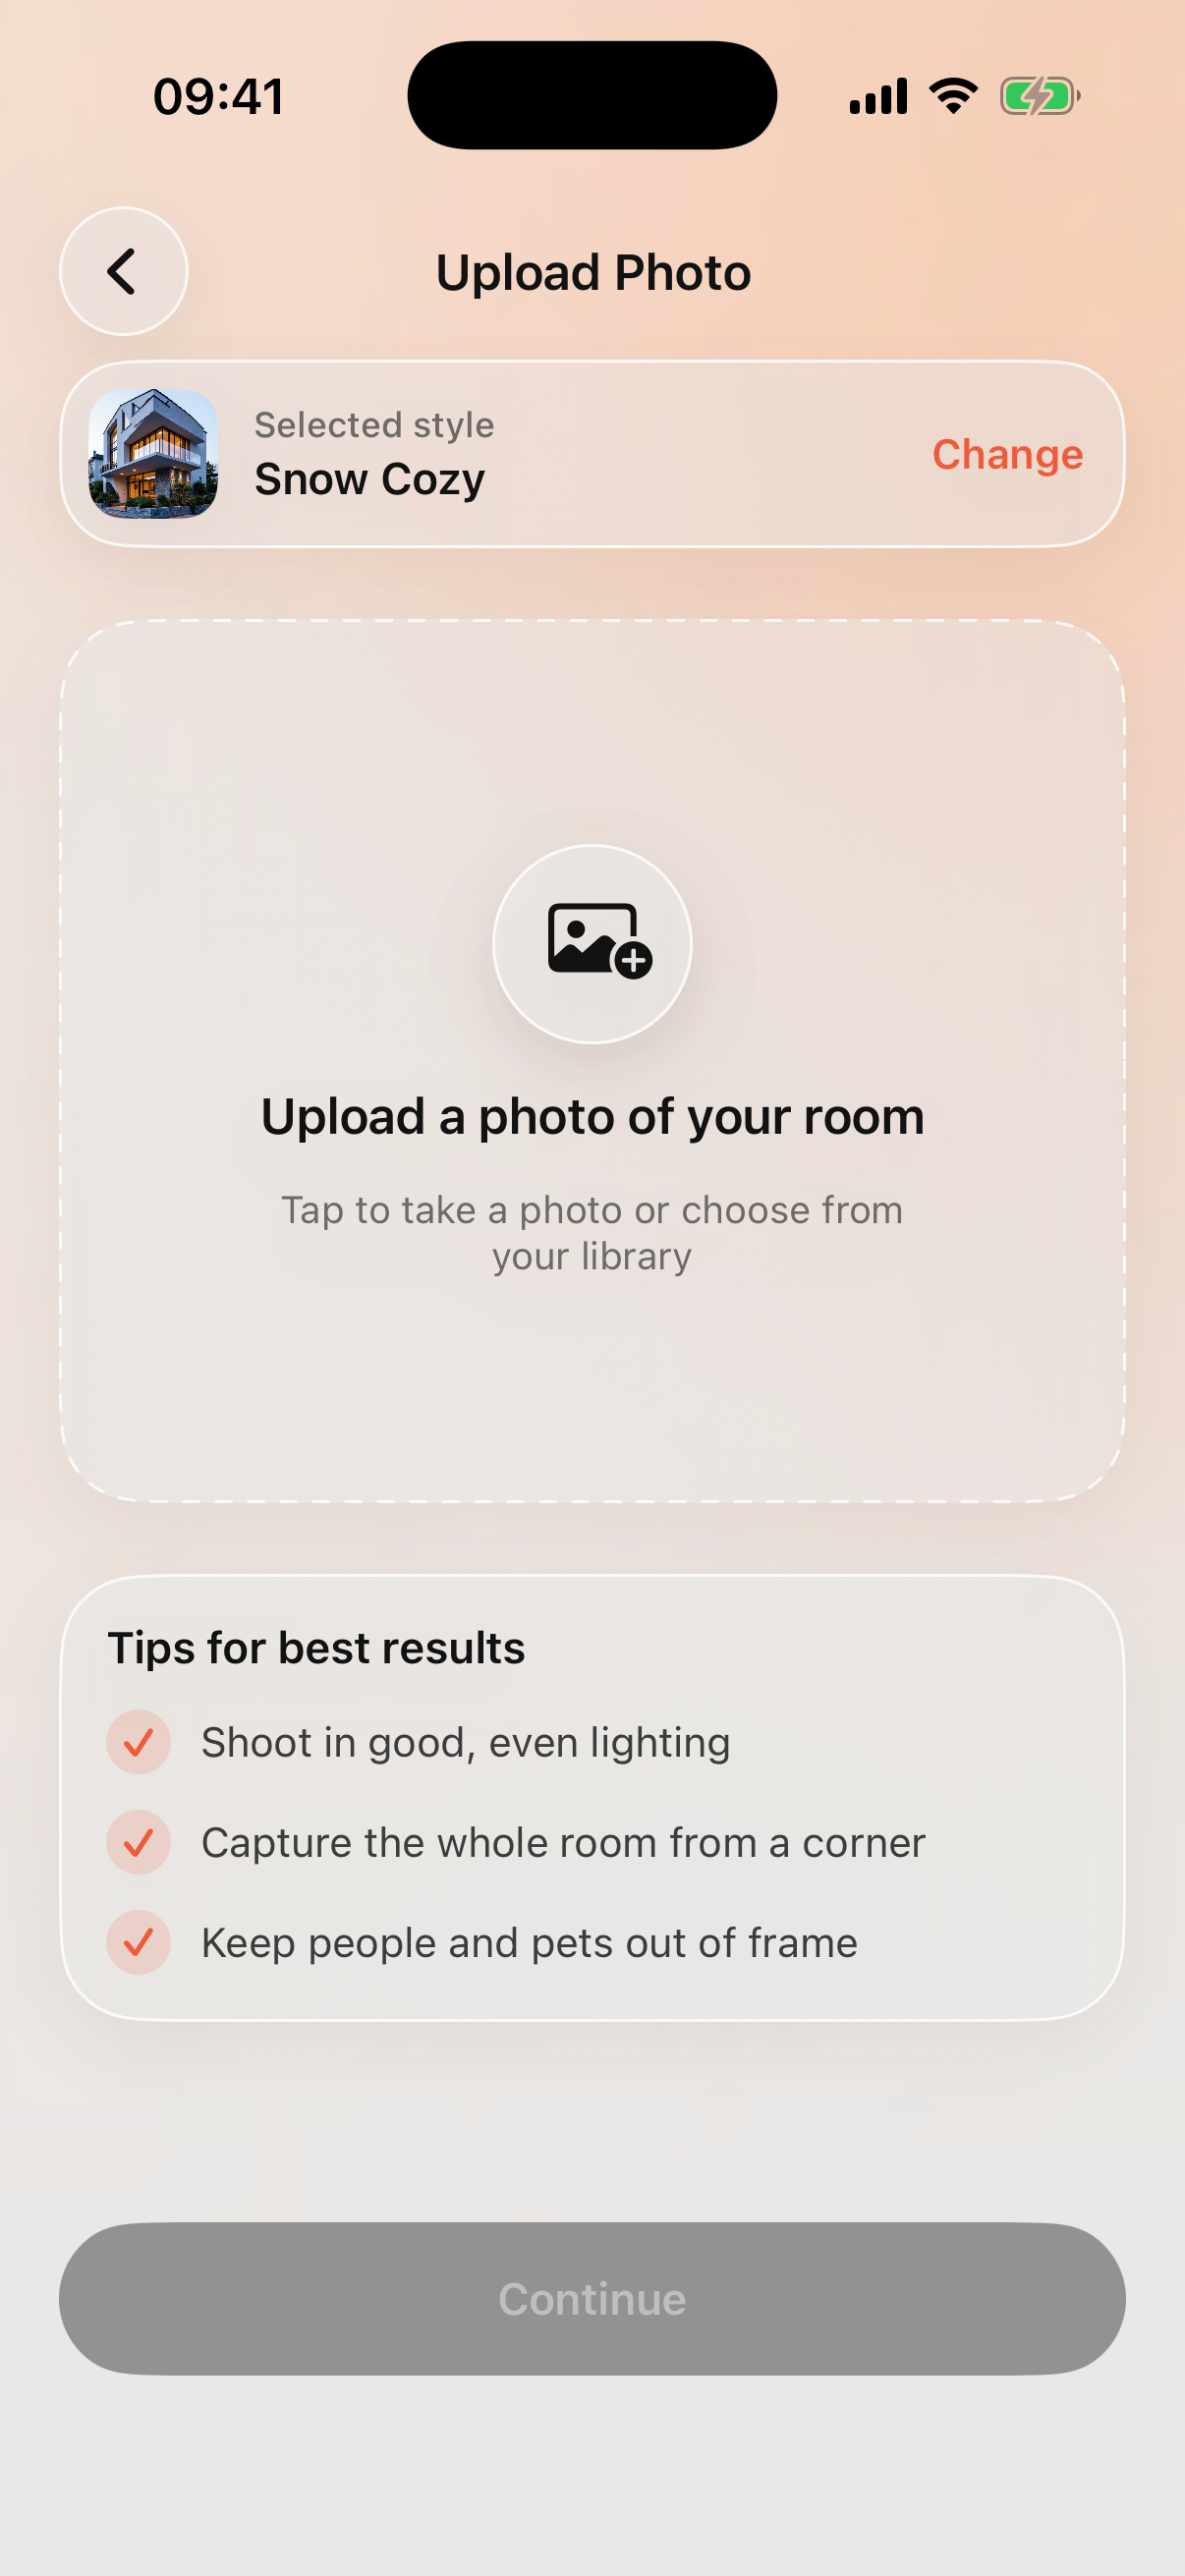 09:41
Upload Photo
Selected style
Snow Cozy
Change
Upload a photo of your room
Tap to take a photo or choose from
your library
Tips for best results
Shoot in good, even lighting
Capture the whole room from a corner
Keep people and pets out of frame
Continue